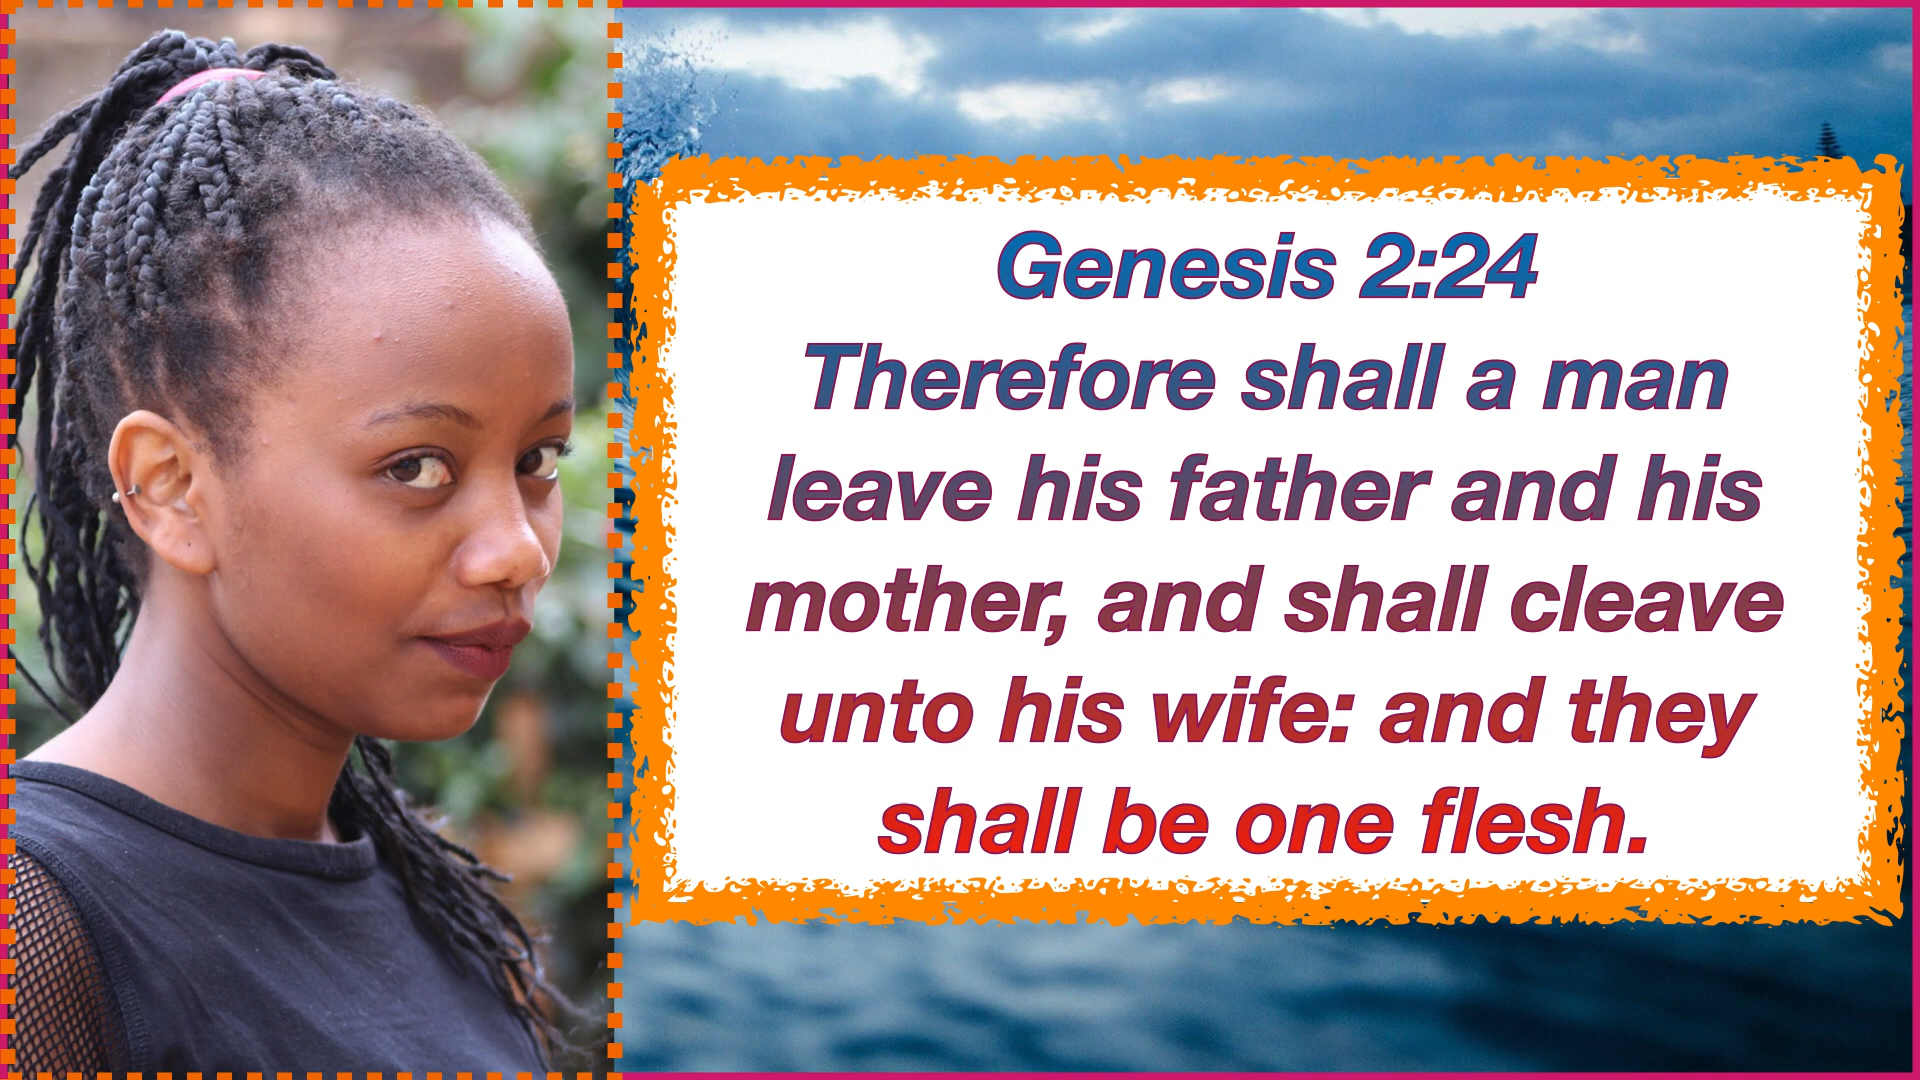 Genesis 2:24
Therefore shall a man
leave his father and his
mother, and shall cleave
unto his wife: and they
shall be one flesh.